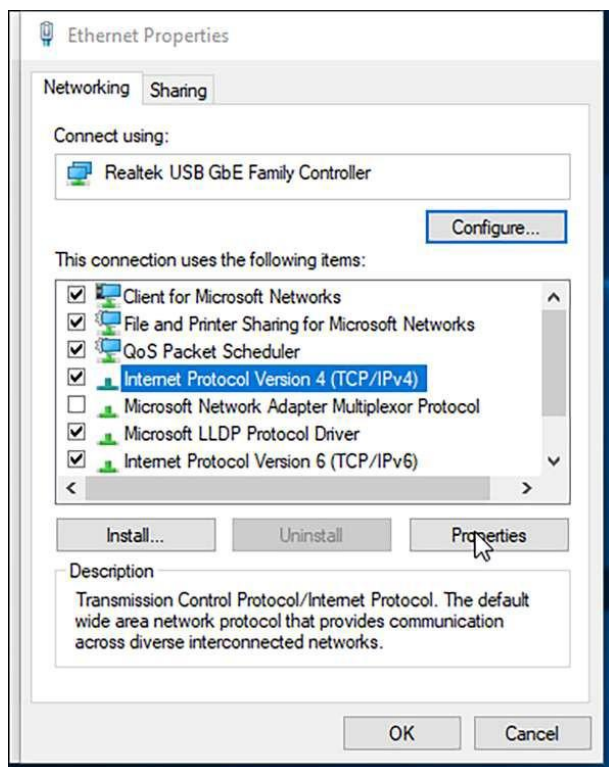 Ethernet Properties
Networking Sharing
Connect using:
Realtek USB GbE Family Controller
Configure...
This connection uses the following items:
Client for Microsoft Networks
File and Printer Sharing for Microsoft Networks
QoS Packet Scheduler
Internet Protocol Version 4 (TCP/IPv4)
Microsoft Network Adapter Multiplexor Protocol
Microsoft LLDP Protocol Driver
Internet Protocol Version 6 (TCP/IPv6)
Install... Uninstall Properties
Description
Transmission Control Protocol/Internet Protocol. The default
wide area network protocol that provides communication
across diverse interconnected networks.
OK Cancel